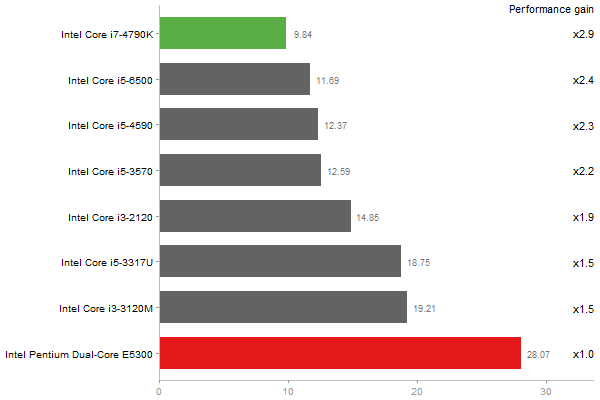 Performance gain
Intel Core i7-4790K 9.84 x2.9
Intel Core i5-6500 11.69 x2.4
Intel Core i5-4590 12.37 x2.3
Intel Core i5-3570 12.59 x2.2
Intel Core i3-2120 14.85 x1.9
Intel Core i5-3317U 18.75 x1.5
Intel Core i3-3120M 19.21 x1.5
Intel Pentium Dual-Core E5300 28.07 x1.0
0 10 20 30